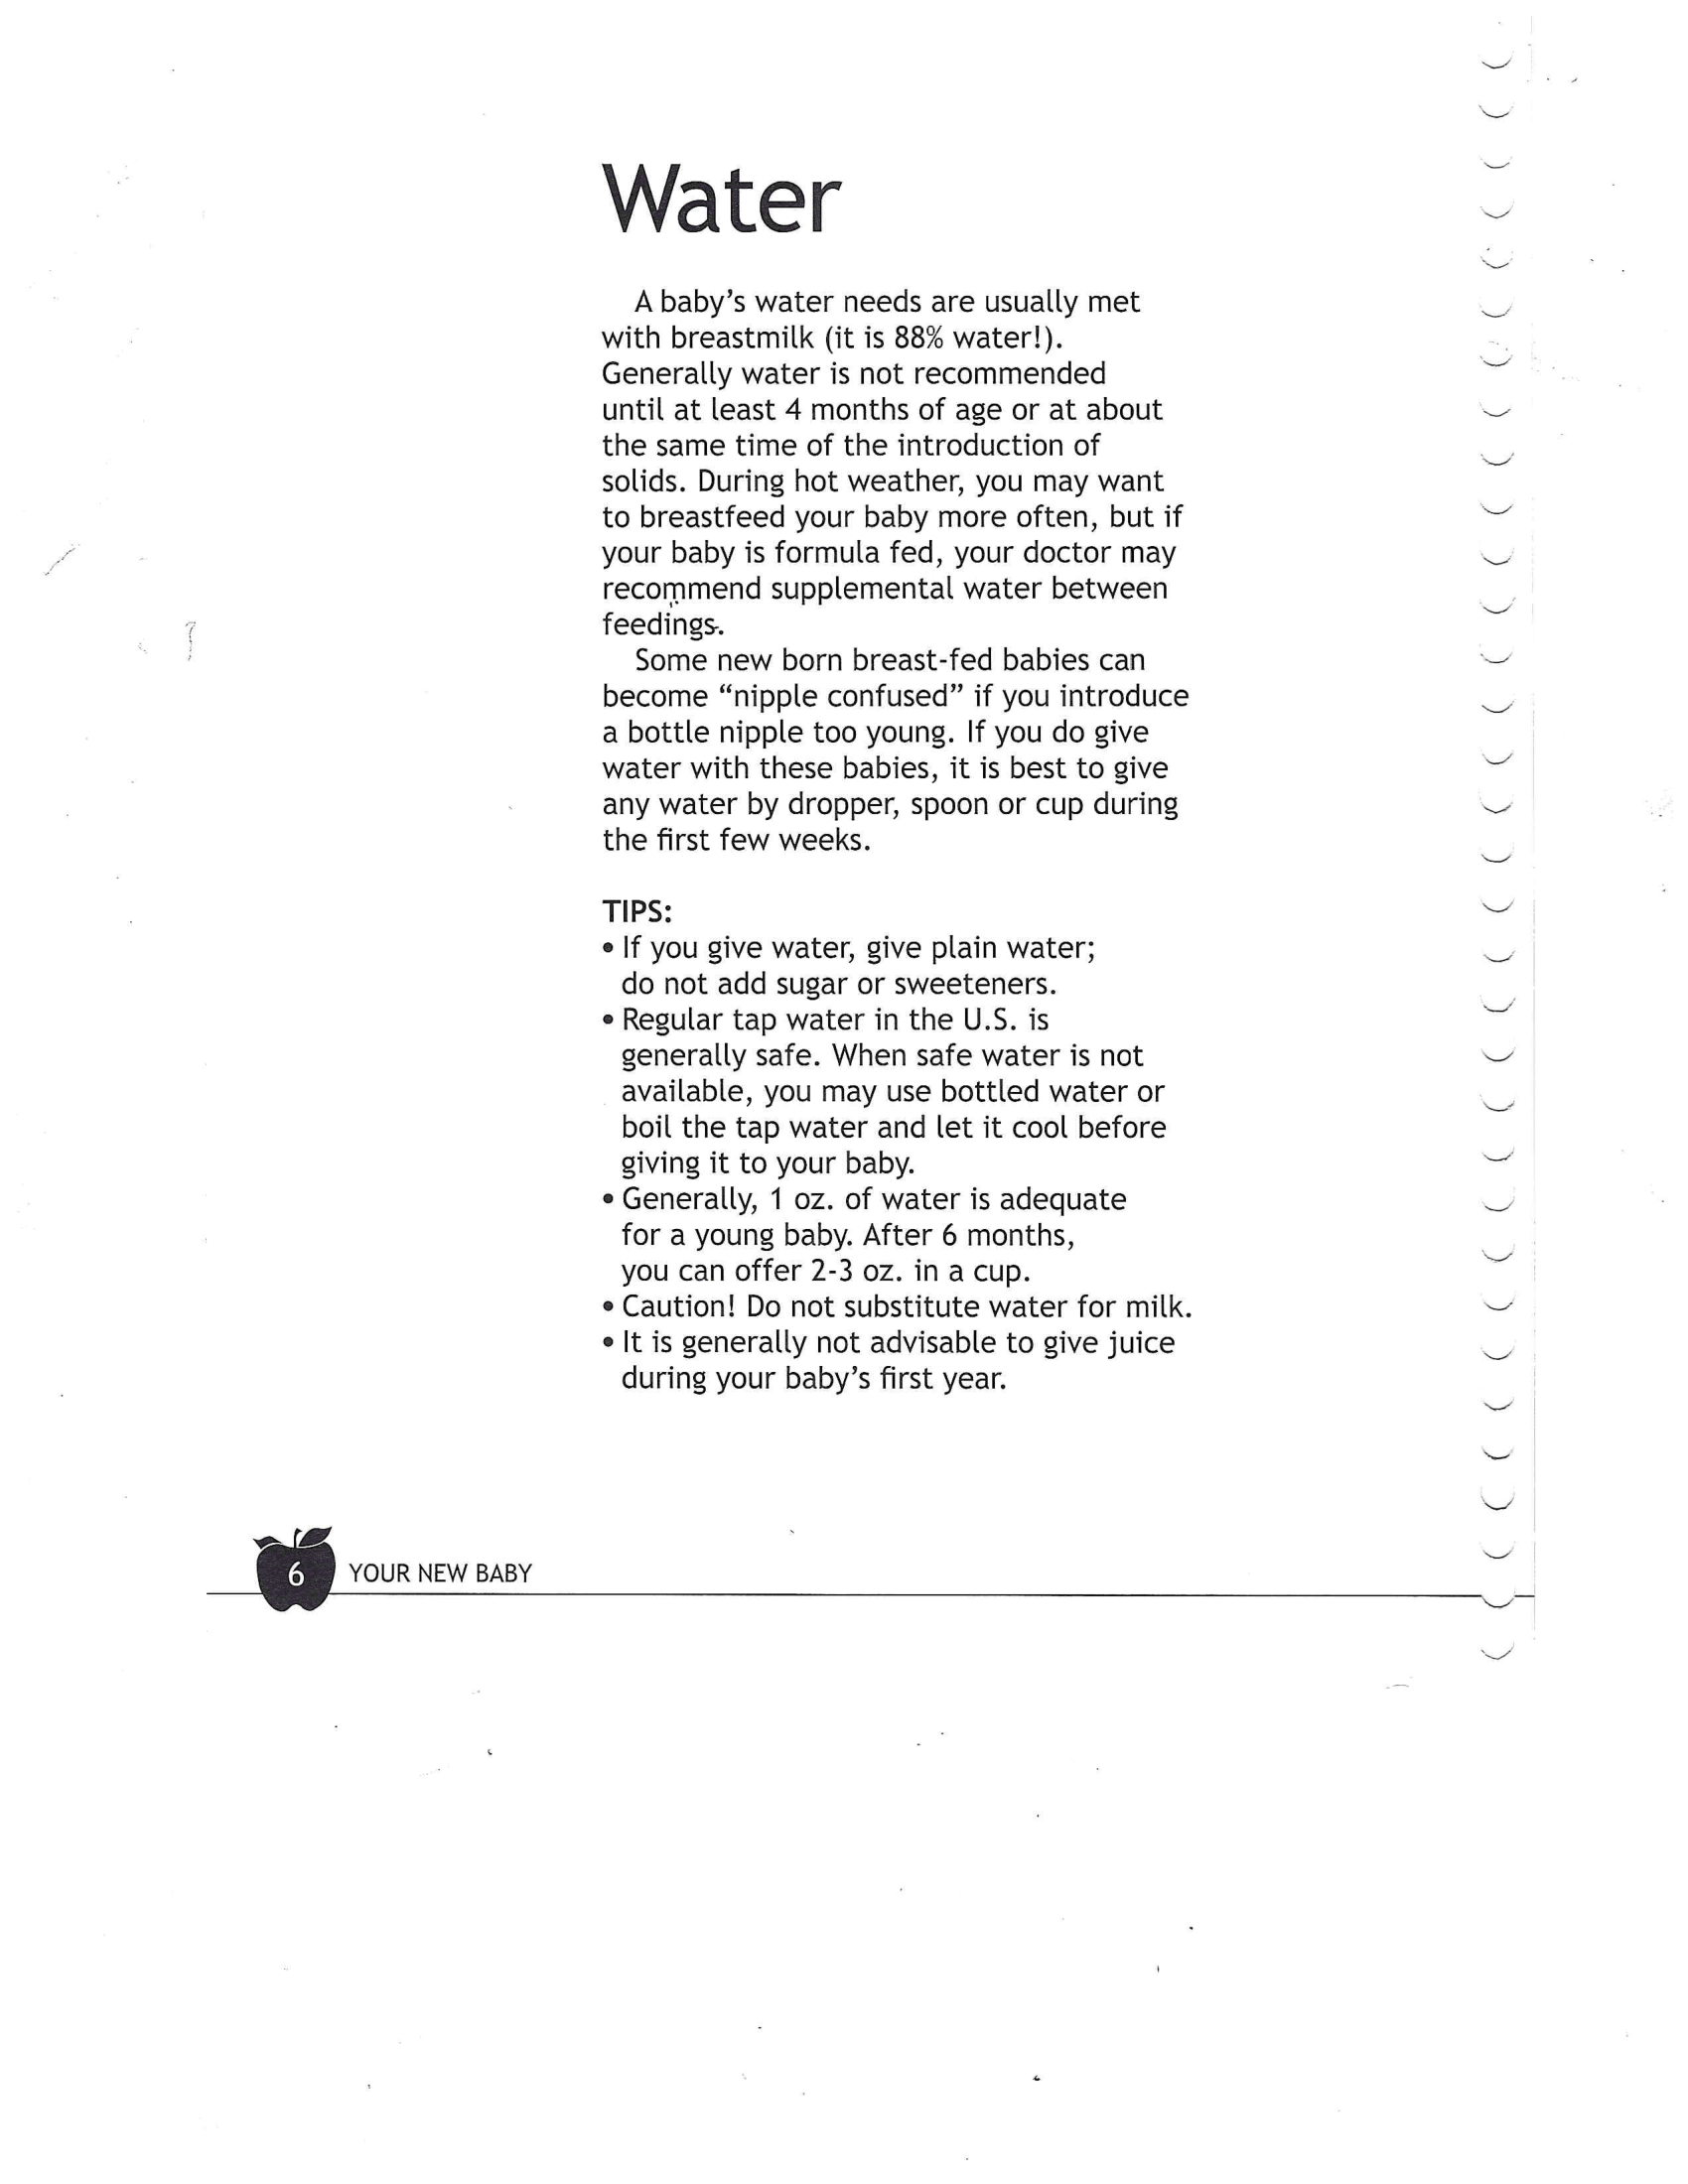 Water
A baby's water needs are usually met
with breastmilk (it is 88% water!).
Generally water is not recommended
until at least 4 months of age or at about
the same time of the introduction of
solids. During hot weather, you may want
to breastfeed your baby more often, but if
your baby is formula fed, your doctor may
recommend supplemental water between
feedings.
Some new born breast-fed babies can
become “nipple confused” if you introduce
a bottle nipple too young. If you do give
water with these babies, it is best to give
any water by dropper, spoon or cup during
the first few weeks.
TIPS:
• If you give water, give plain water;
do not add sugar or sweeteners.
• Regular tap water in the U.S. is
generally safe. When safe water is not
available, you may use bottled water or
boil the tap water and let it cool before
giving it to your baby.
• Generally, 1 oz. of water is adequate
for a young baby. After 6 months,
you can offer 2-3 oz. in a cup.
• Caution! Do not substitute water for milk.
• It is generally not advisable to give juice
during your baby's first year.
6 YOUR NEW BABY